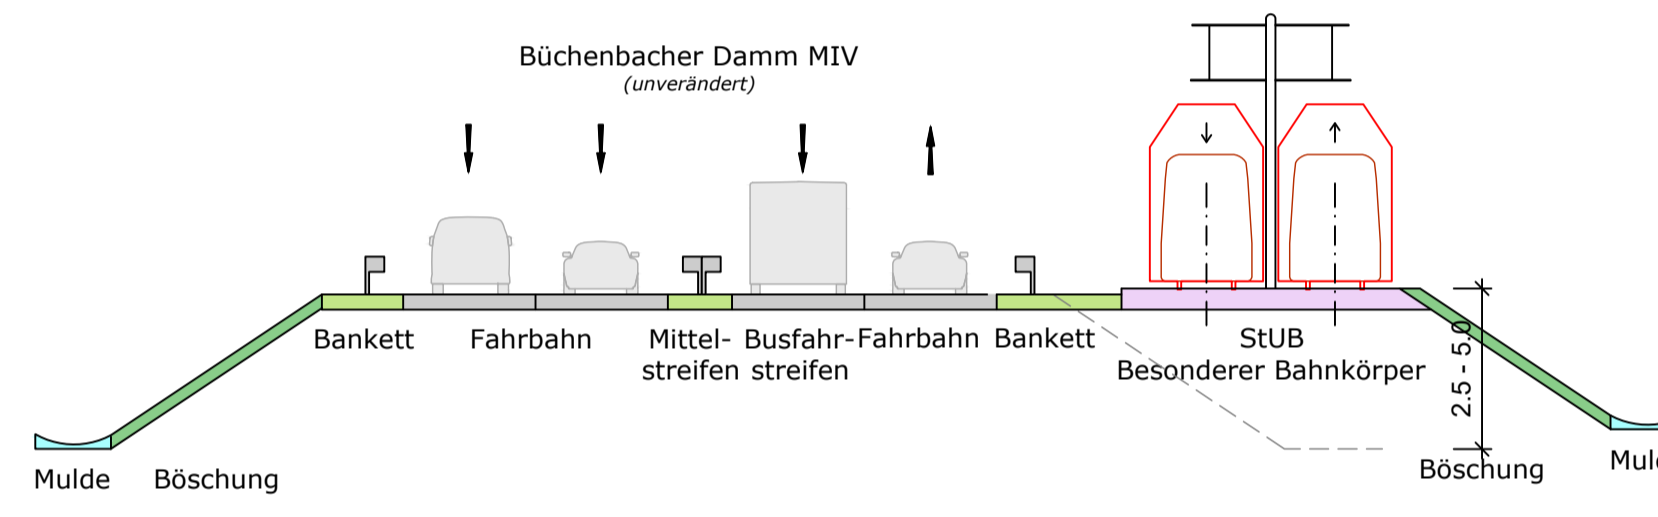 Büchenbacher Damm MIV
(unverändert)
Bankett
Fahrbahn
Mittel-
streifen
Busfahr-
streifen
Fahrbahn
Bankett
StUB
Besonderer Bahnkörper
2.5 - 5.0
Mulde
Böschung
Böschung
Mul